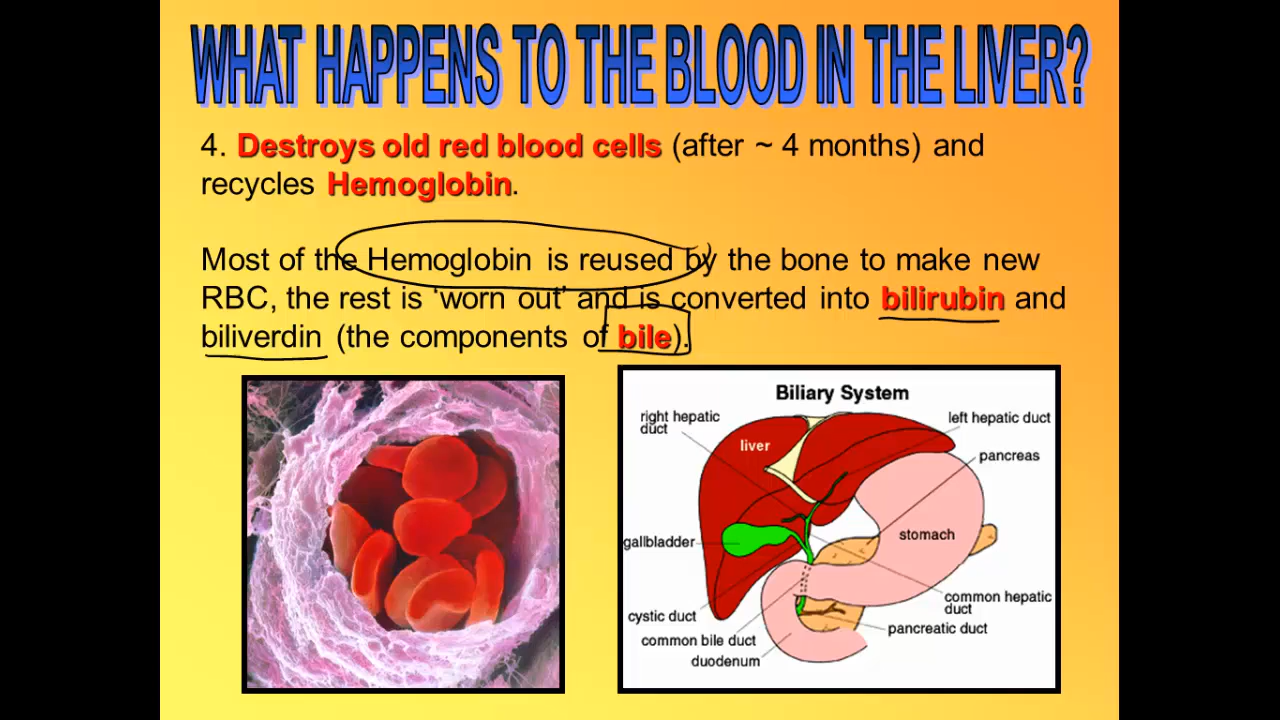 WHAT HAPPENS TO THE BLOOD IN THE LIVER?
4. Destroys old red blood cells (after ~ 4 months) and
recycles Hemoglobin.
Most of the Hemoglobin is reused by the bone to make new
RBC, the rest is ‘worn out’ and is converted into bilirubin and
biliverdin (the components of bile).
Biliary System
right hepatic
duct
left hepatic duct
liver
pancreas
stomach
gallbladder
common hepatic
duct
cystic duct
pancreatic duct
common bile duct
duodenum